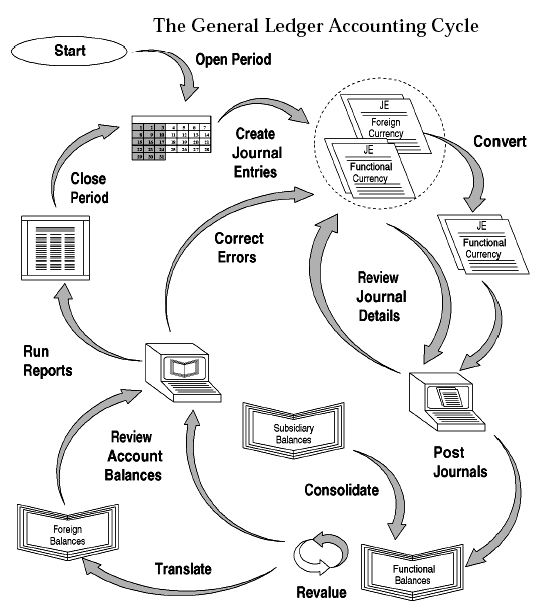 The General Ledger Accounting Cycle
Start
Open Period
Create
Journal
Entries
JE
Foreign
Currency
JE
Functional
Currency
Convert
JE
Functional
Currency
Close
Period
Correct
Errors
Review
Journal
Details
Run
Reports
Review
Account
Balances
Subsidiary
Balances
Post
Journals
Consolidate
Foreign
Balances
Translate
Revalue
Functional
Balances